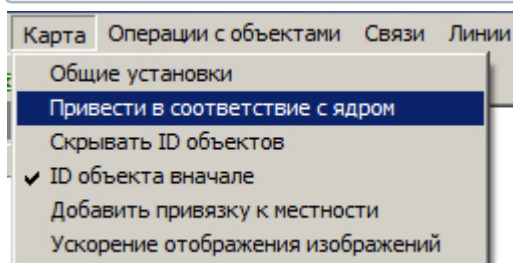 Карта Операции с объектами Связи Линии
Общие установки
Привести в соответствие с ядром
Скрывать ID объектов
ID объекта вначале
Добавить привязку к местности
Ускорение отображения изображений